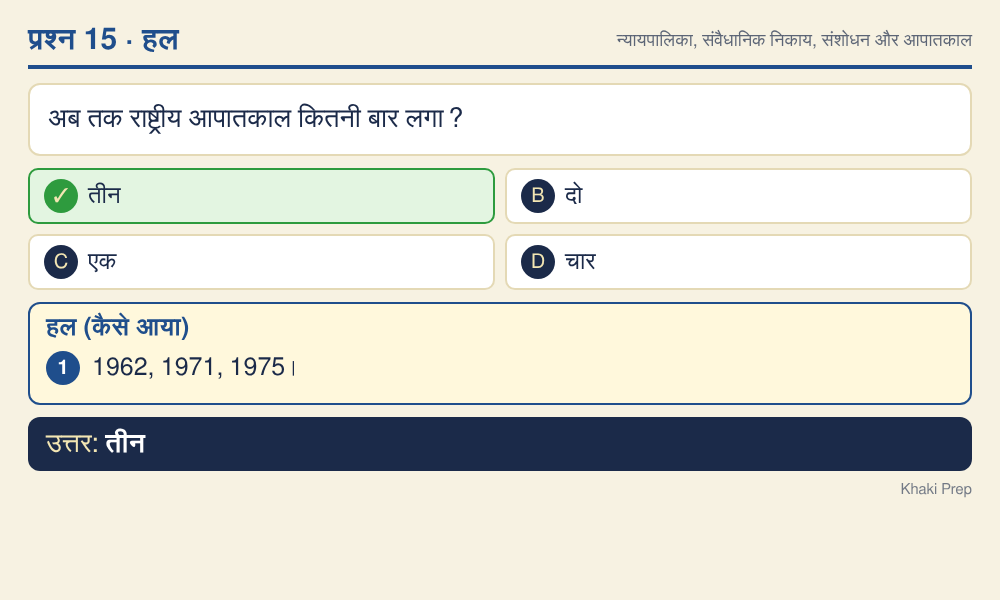 प्रश्न 15 · हल
न्यायपालिका, संवैधानिक निकाय, संशोधन और आपातकाल
अब तक राष्ट्रीय आपातकाल कितनी बार लगा ?
✓ तीन
B दो
C एक
D चार
हल (कैसे आया)
1 1962, 1971, 1975।
उत्तर: तीन
Khaki Prep